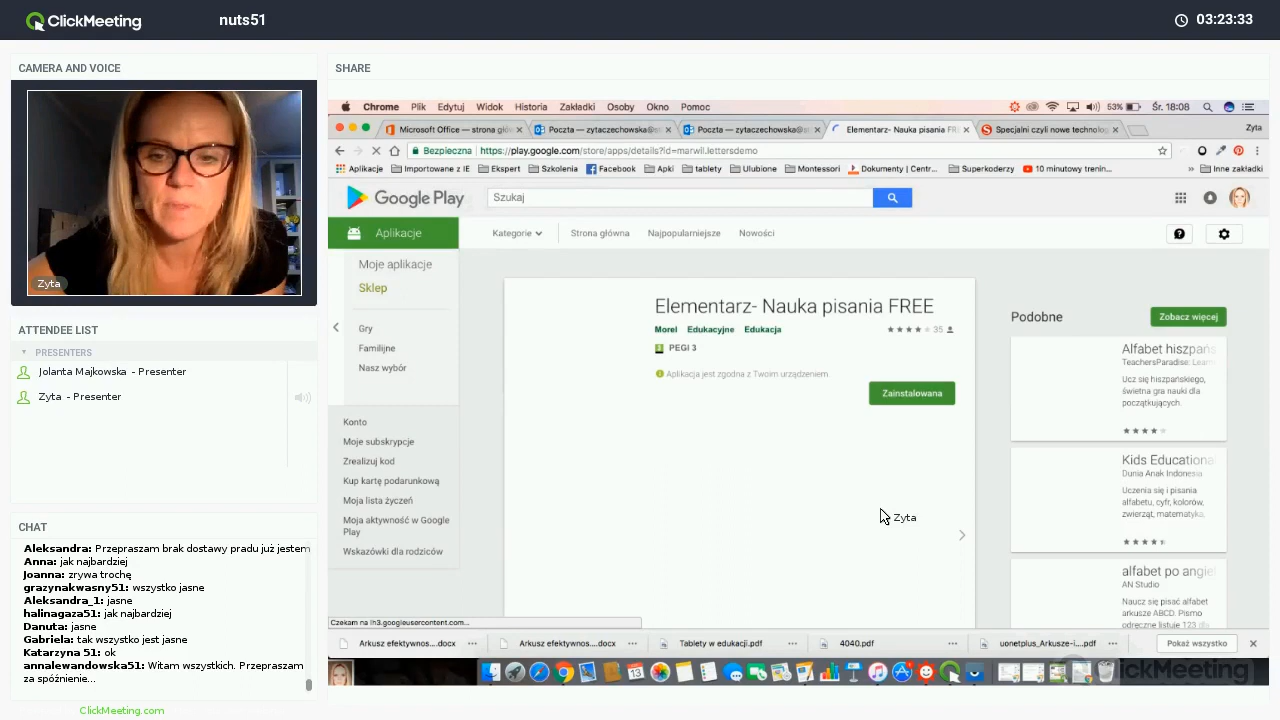 ClickMeeting
nuts51
03:23:33
CAMERA AND VOICE
Zyta
ATTENDEE LIST
PRESENTERS
Jolanta Majkowska - Presenter
Zyta - Presenter
CHAT
Aleksandra: Przepraszam brak dostawy pradu już jestem
Anna: jak najbardziej
Joanna: zrywa trochę
grazynakwasny51: wszystko jasne
Aleksandra_1: jasne
halinagaza51: jak najbardziej
Danuta: jasne
Gabriela: tak wszystko jest jasne
Katarzyna 51: ok
annalewandowska51: Witam wszystkich. Przepraszam
za spóźnienie...
ClickMeeting.com
SHARE
Chrome Plik Edytuj Widok Historia Zakładki Osoby Okno Pomoc
53% Śr. 18:08
Microsoft Office — strona głów
Poczta — zytaczechowska@s
Poczta — zytaczechowska@s
Elementarz- Nauka pisania FRE
Specjalni czyli nowe technolog
Zyta
Bezpieczna https://play.google.com/store/apps/details?id=marwil.lettersdemo
Aplikacje Importowane z IE Ekspert Szkolenia Facebook Apki tablety Ulubione Montessori Dokumenty | Centr... Superkoderzy 10 minutowy trenin... » Inne zakładki
Google Play
Szukaj
Aplikacje
Kategorie Strona główna Najpopularniejsze Nowości
Moje aplikacje
Sklep
Gry
Familijne
Nasz wybór
Konto
Moje subskrypcje
Zrealizuj kod
Kup kartę podarunkową
Moja lista życzeń
Moja aktywność w Google
Play
Wskazówki dla rodziców
Elementarz- Nauka pisania FREE
Morel Edukacyjne Edukacja
35
3 PEGI 3
Aplikacja jest zgodna z Twoim urządzeniem
Zainstalowana
Zyta
Podobne
Zobacz więcej
Alfabet hiszpańs
TeachersParadise: Learn
Ucz się hiszpańskiego,
świetna gra nauki dla
początkujących.
Kids Educationa
Dunia Anak Indonesia
Uczenia się i pisania
alfabetu, cyfr, kolorów,
zwierząt, matematyka,
alfabet po angie
AN Studio
Naucz się pisać alfabet
arkusze ABCD. Pismo
odręczne listuje 123 dla
Czekam na lh3.googleusercontent.com...
Arkusz efektywnos....docx
Arkusz efektywnos....docx
Tablety w edukacji.pdf
4040.pdf
uonetplus_Arkusze-i....pdf
Pokaż wszystko
13
ClickMeeting